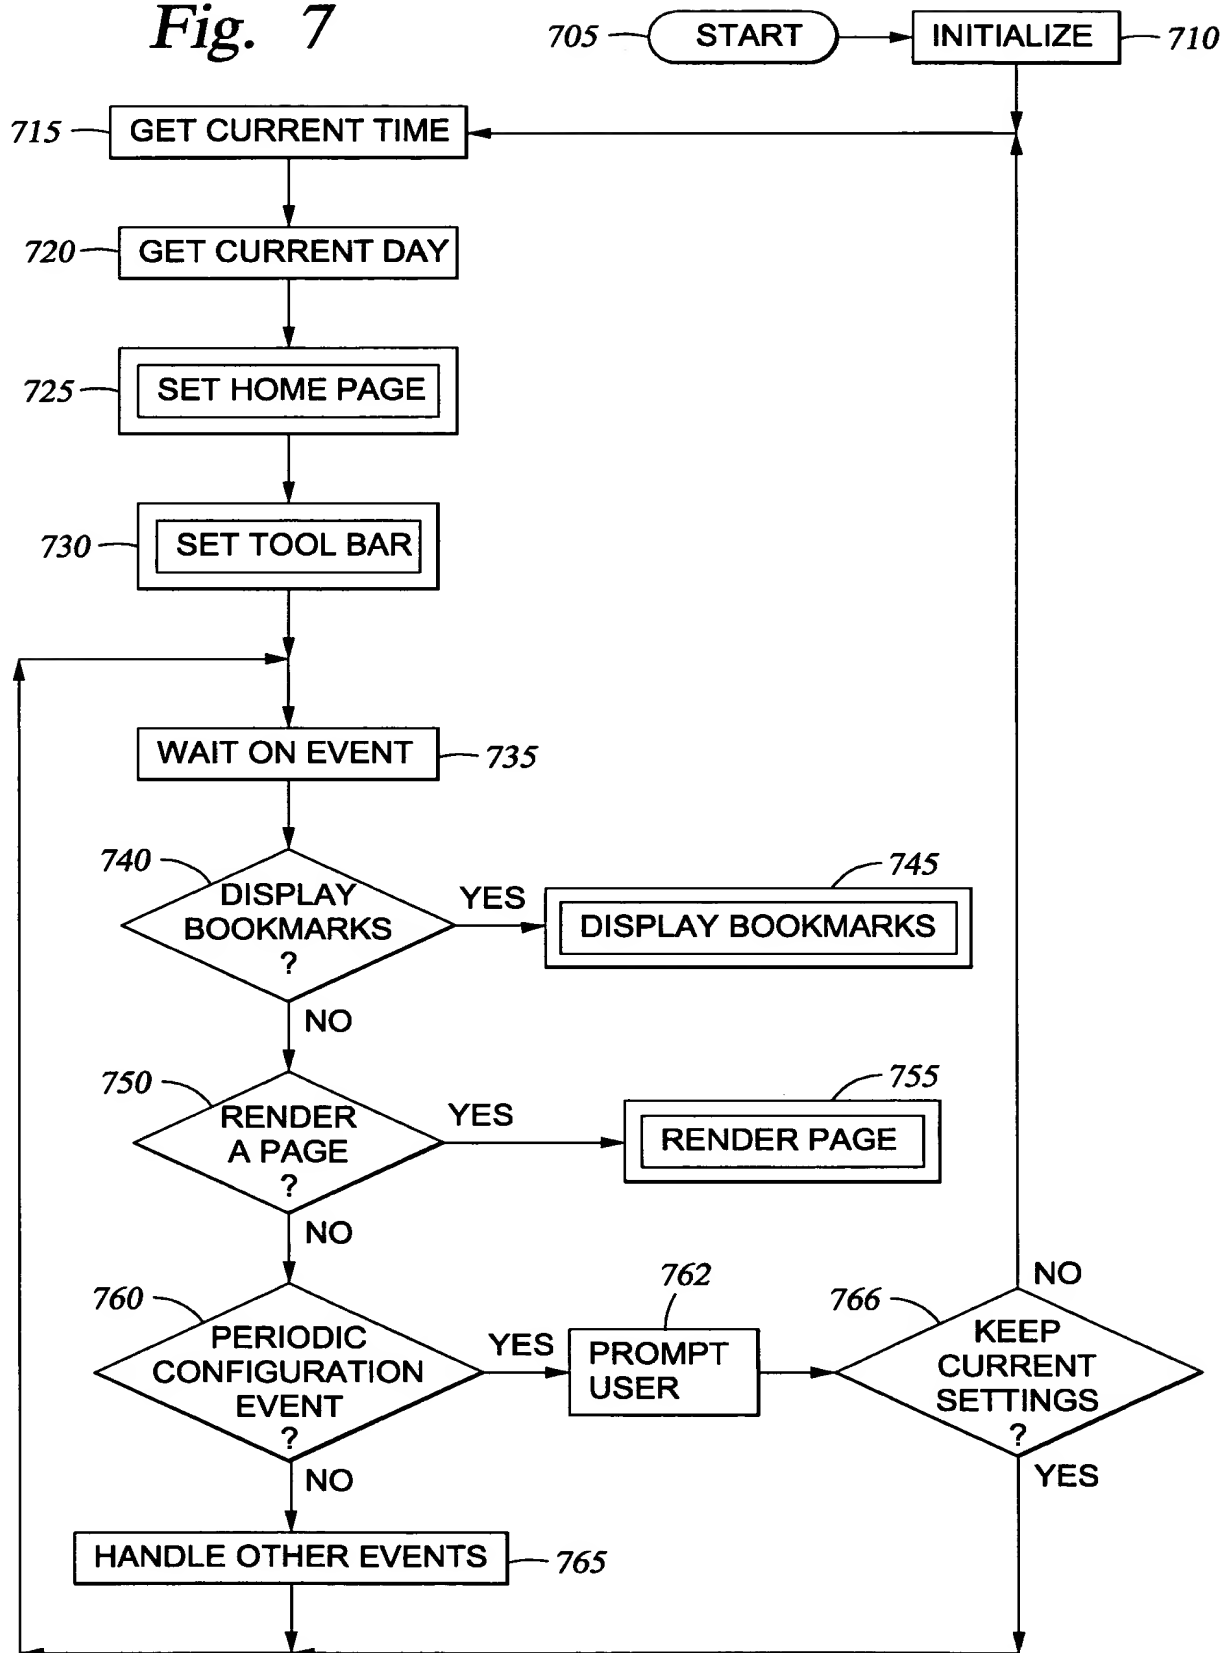 Fig. 7
705
START
INITIALIZE
710
715
GET CURRENT TIME
720
GET CURRENT DAY
725
SET HOME PAGE
730
SET TOOL BAR
WAIT ON EVENT
735
740
DISPLAY
BOOKMARKS
?
YES
745
DISPLAY BOOKMARKS
NO
750
RENDER
A PAGE
?
YES
755
RENDER PAGE
NO
760
PERIODIC
CONFIGURATION
EVENT
?
YES
762
PROMPT
USER
766
NO
KEEP
CURRENT
SETTINGS
?
YES
NO
HANDLE OTHER EVENTS
765